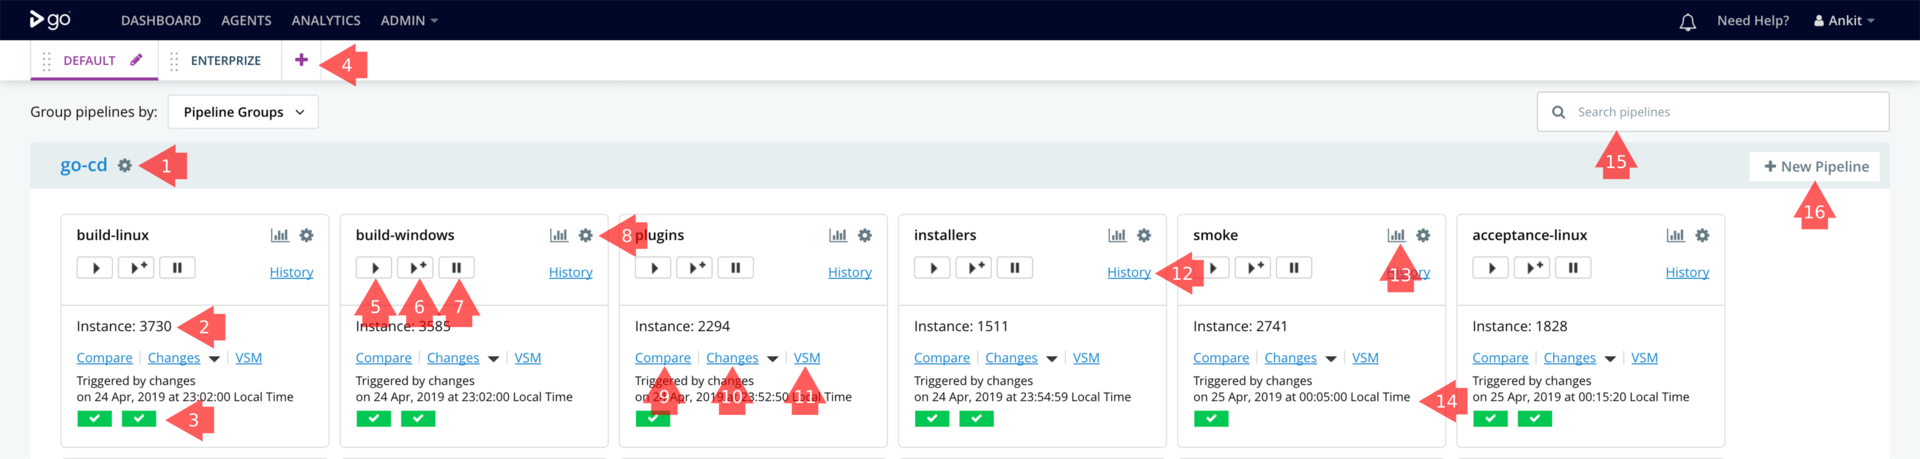 go DASHBOARD AGENTS ANALYTICS ADMIN Need Help? Ankit
DEFAULT ENTERPRIZE + 4
Group pipelines by: Pipeline Groups Search pipelines
15
go-cd 1 + New Pipeline
16
build-linux build-windows 8 plugins installers smoke acceptance-linux
History History History 12 13 History
5 6 7
Instance: 3730 2 Instance: 3585 Instance: 2294 Instance: 1511 Instance: 2741 Instance: 1828
Compare Changes VSM Compare Changes VSM Compare Changes VSM Compare Changes VSM Compare Changes VSM Compare Changes VSM
Triggered by changes Triggered by changes Triggered by changes Triggered by changes Triggered by changes Triggered by changes
on 24 Apr, 2019 at 23:02:00 Local Time on 24 Apr, 2019 at 23:02:00 Local Time 9 10 23:52:50 11 Time on 24 Apr, 2019 at 23:54:59 Local Time on 25 Apr, 2019 at 00:05:00 Local Time 14 on 25 Apr, 2019 at 00:15:20 Local Time
3